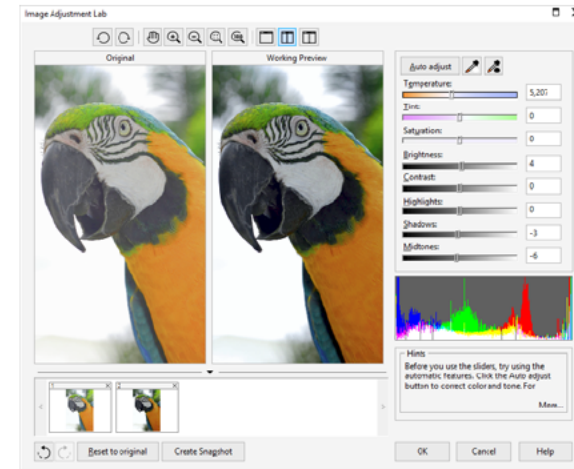 Image Adjustment Lab
Original
Working Preview
Auto adjust
Temperature:
5,207
Tint:
0
Saturation:
0
Brightness:
4
Contrast:
0
Highlights:
0
Shadows:
-3
Midtones:
-6
Hints
Before you use the sliders, try using the
automatic features. Click the Auto adjust
button to correct color and tone. For
More...
1
2
Reset to original
Create Snapshot
OK
Cancel
Help